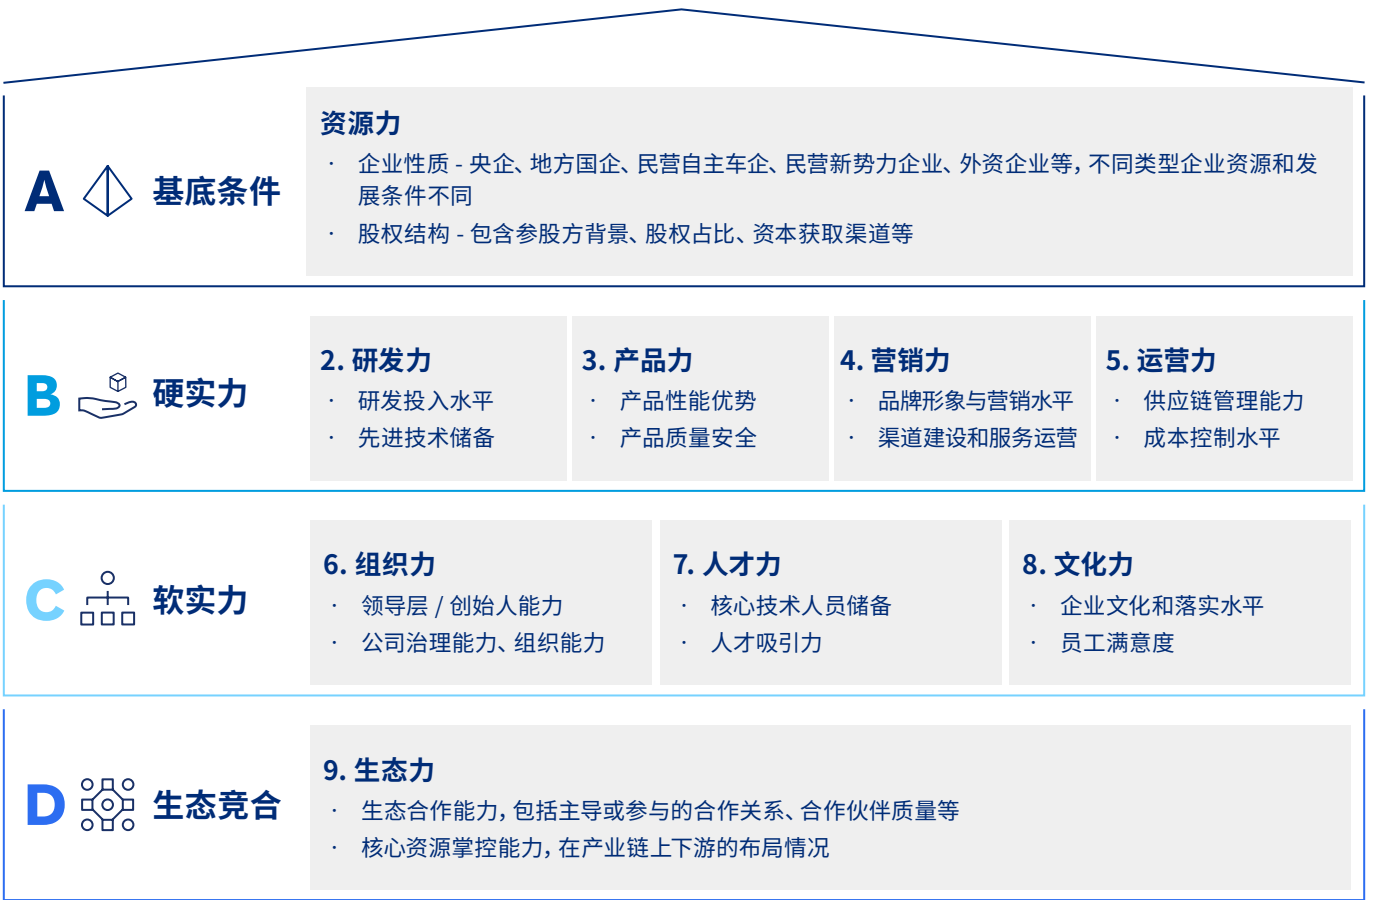 A
基底条件
资源力
· 企业性质 - 央企、地方国企、民营自主车企、民营新势力企业、外资企业等，不同类型企业资源和发
展条件不同
· 股权结构 - 包含参股方背景、股权占比、资本获取渠道等
B
硬实力
2. 研发力
· 研发投入水平
· 先进技术储备
3. 产品力
· 产品性能优势
· 产品质量安全
4. 营销力
· 品牌形象与营销水平
· 渠道建设和服务运营
5. 运营力
· 供应链管理能力
· 成本控制水平
C
软实力
6. 组织力
· 领导层 / 创始人能力
· 公司治理能力、组织能力
7. 人才力
· 核心技术人员储备
· 人才吸引力
8. 文化力
· 企业文化和落实水平
· 员工满意度
D
生态竞合
9. 生态力
· 生态合作能力，包括主导或参与的合作关系、合作伙伴质量等
· 核心资源掌控能力，在产业链上下游的布局情况